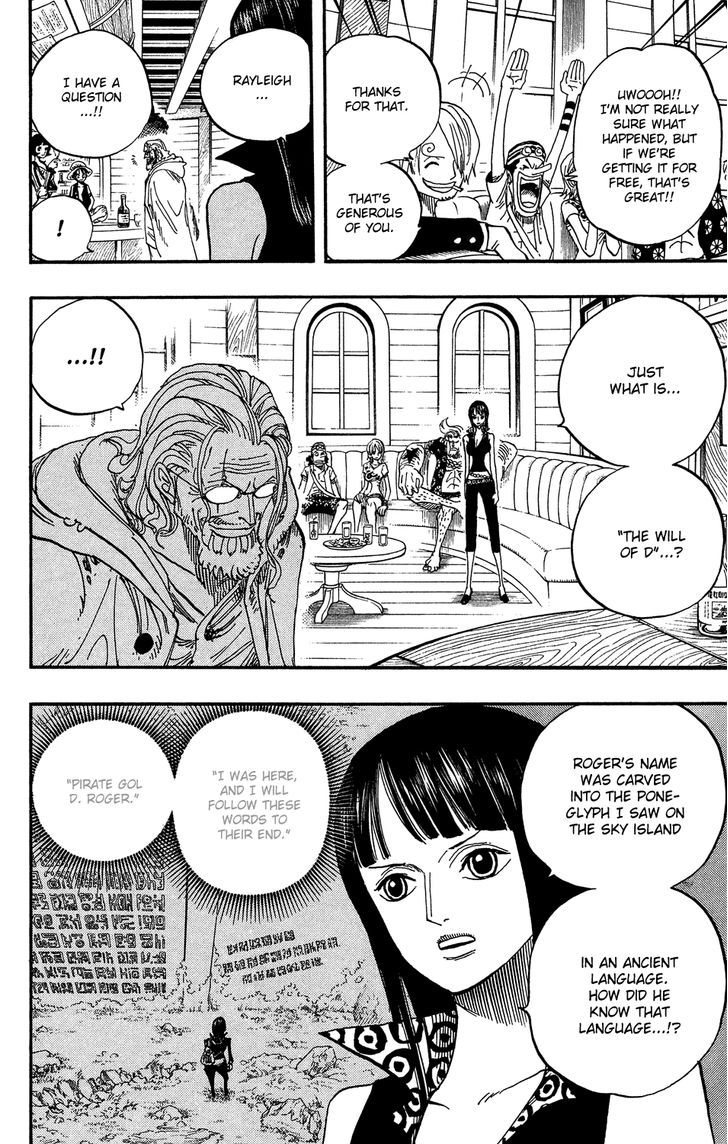 UWOOOH!!
I'M NOT REALLY
SURE WHAT
HAPPENED, BUT
IF WE'RE
GETTING IT FOR
FREE, THAT'S
GREAT!!
THANKS
FOR THAT.
THAT'S
GENEROUS
OF YOU.
RAYLEIGH
...
I HAVE A
QUESTION
...!!
!
JUST
WHAT IS...
"THE WILL
OF D"...?
...!!
ROGER'S NAME
WAS CARVED
INTO THE PONE-
GLYPH I SAW ON
THE SKY ISLAND
"I WAS HERE,
AND I WILL
FOLLOW THESE
WORDS TO
THEIR END."
"PIRATE GOL
D. ROGER."
IN AN ANCIENT
LANGUAGE.
HOW DID HE
KNOW THAT
LANGUAGE...!?